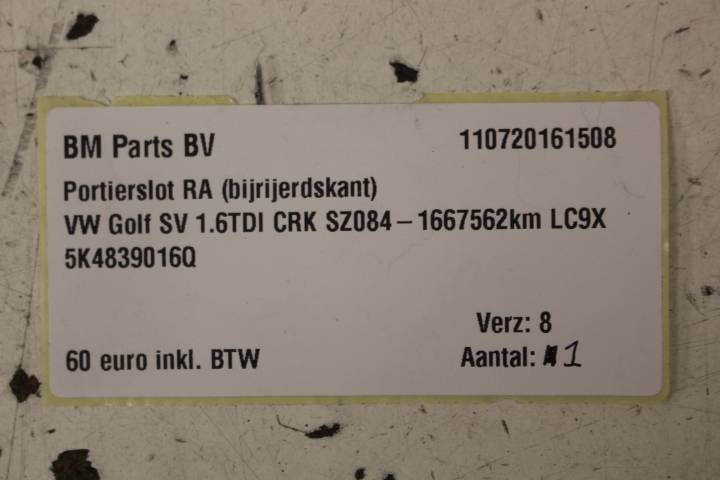 BM Parts BV 110720161508
Portierslot RA (bijrijerdskant)
VW Golf SV 1.6TDI CRK SZ084-1667562km LC9X
5K4839016Q
Verz: 8
60 euro inkl. BTW Aantal: 1